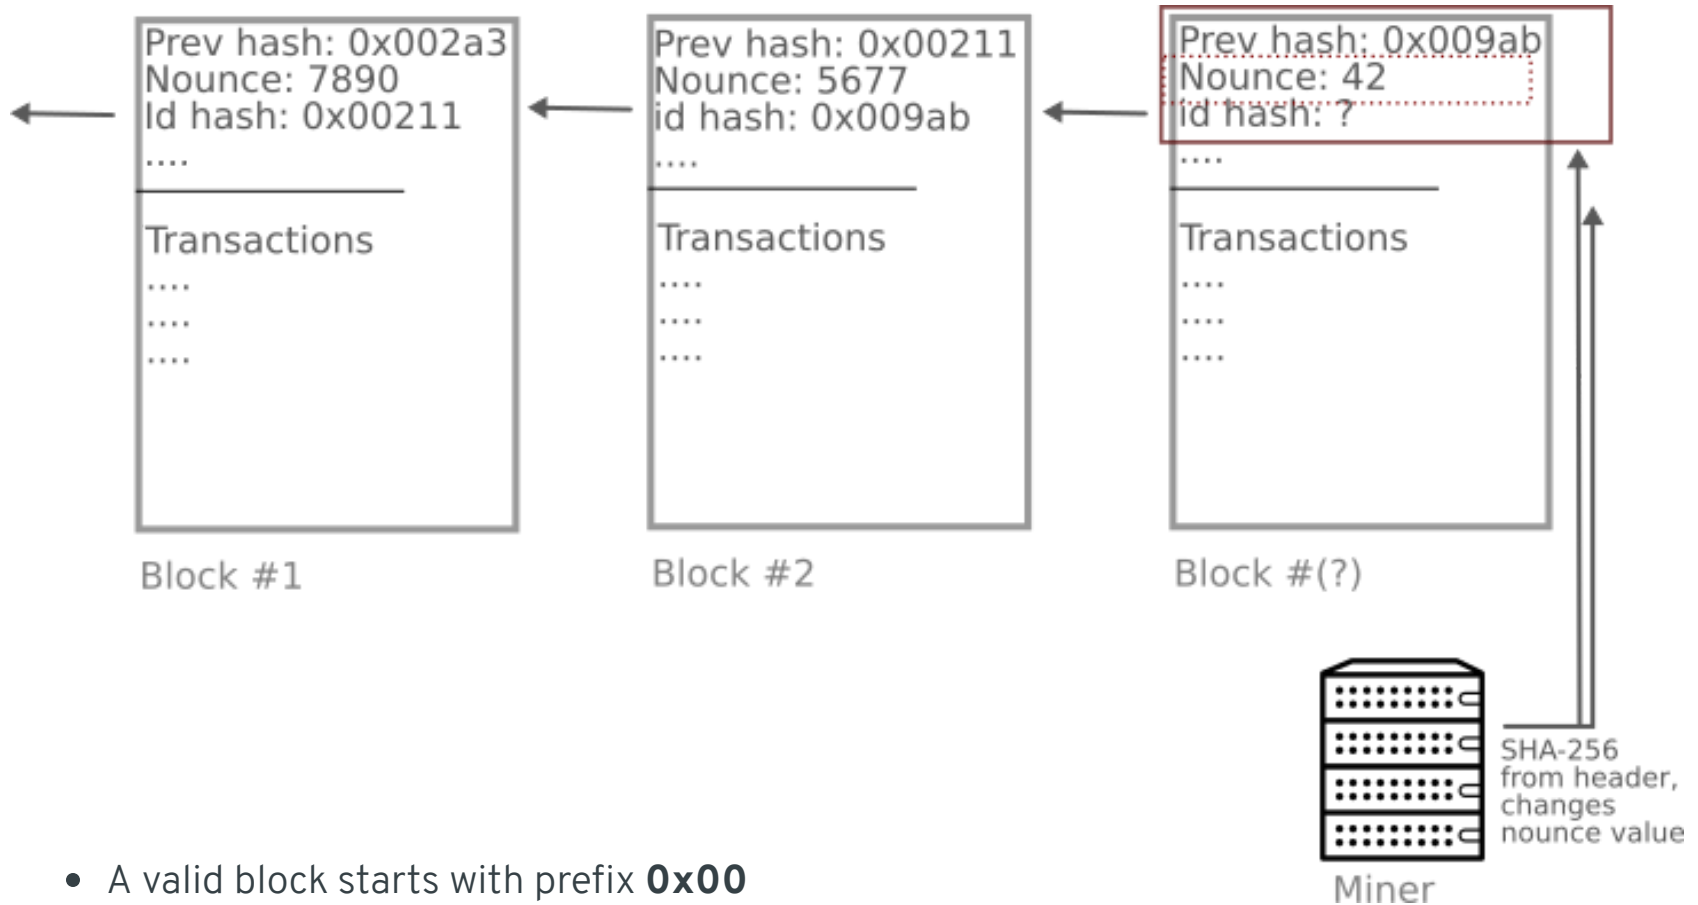 Prev hash: 0x002a3
Nounce: 7890
Id hash: 0x00211
....
Transactions
....
....
....
Block #1
Prev hash: 0x00211
Nounce: 5677
id hash: 0x009ab
....
Transactions
....
....
....
Block #2
Prev hash: 0x009ab
Nounce: 42
id hash: ?
....
Transactions
....
....
....
Block #(?)
SHA-256
from header,
changes
nounce value
Miner
• A valid block starts with prefix 0x00